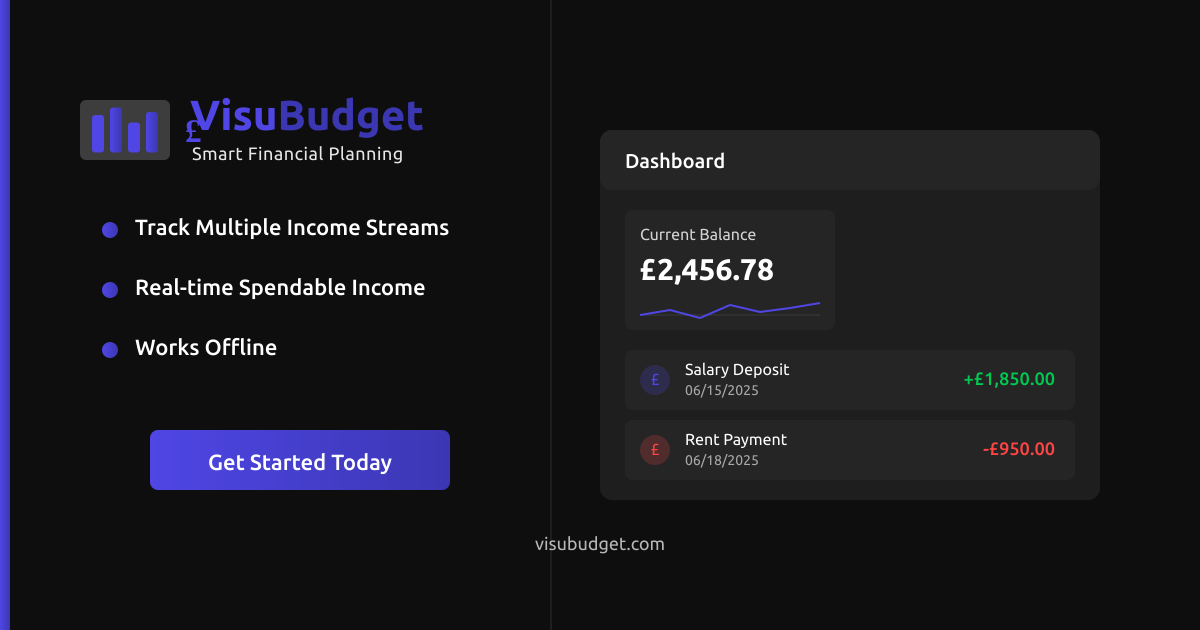 VisuBudget
£
Smart Financial Planning
Track Multiple Income Streams
Real-time Spendable Income
Works Offline
Get Started Today
Dashboard
Current Balance
£2,456.78
£ Salary Deposit +£1,850.00
06/15/2025
£ Rent Payment -£950.00
06/18/2025
visubudget.com